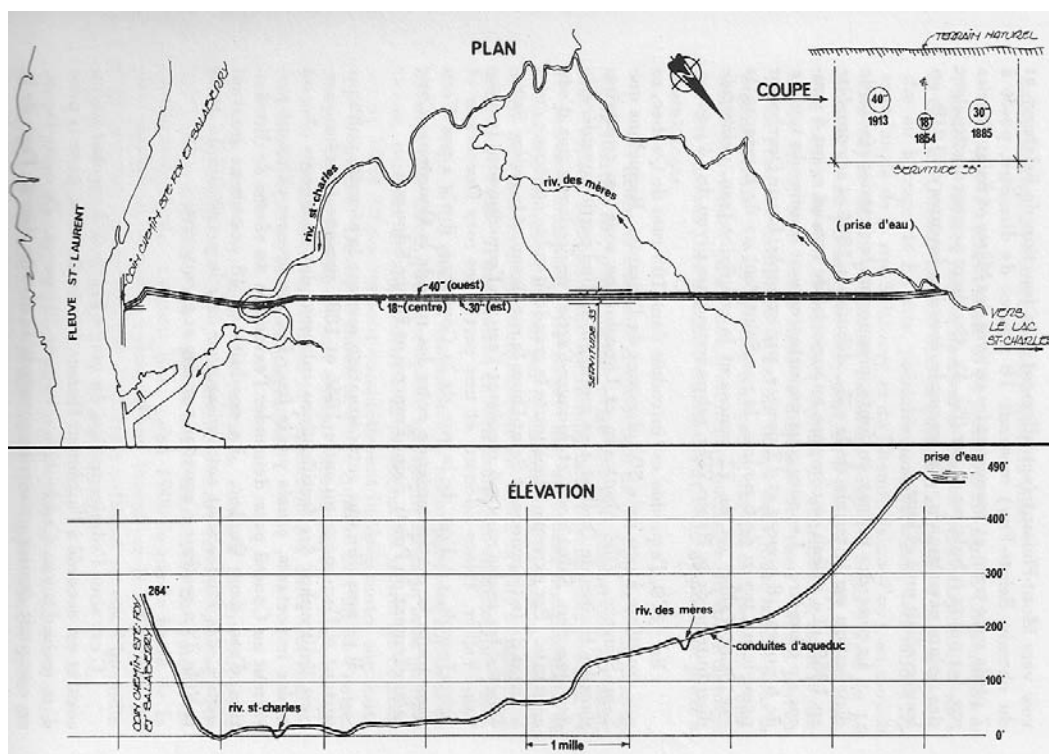 PLAN
TERRAIN NATUREL
COUPE
40"
1913
18"
1854
30"
1885
SERVITUDE 33'
FLEUVE ST-LAURENT
COIN CHEMIN STE-FOY ET SALABERRY
riv. st-charles
riv. des mères
(prise d'eau)
40" (ouest)
18" (centre)
30" (est)
SERVITUDE 33'
VERS
LE LAC
ST-CHARLES
ÉLÉVATION
prise d'eau
490'
400'
300'
200'
100'
0'
264'
COIN CHEMIN STE-FOY
ET SALABERRY
riv. st-charles
riv. des mères
conduites d'aqueduc
1 mille